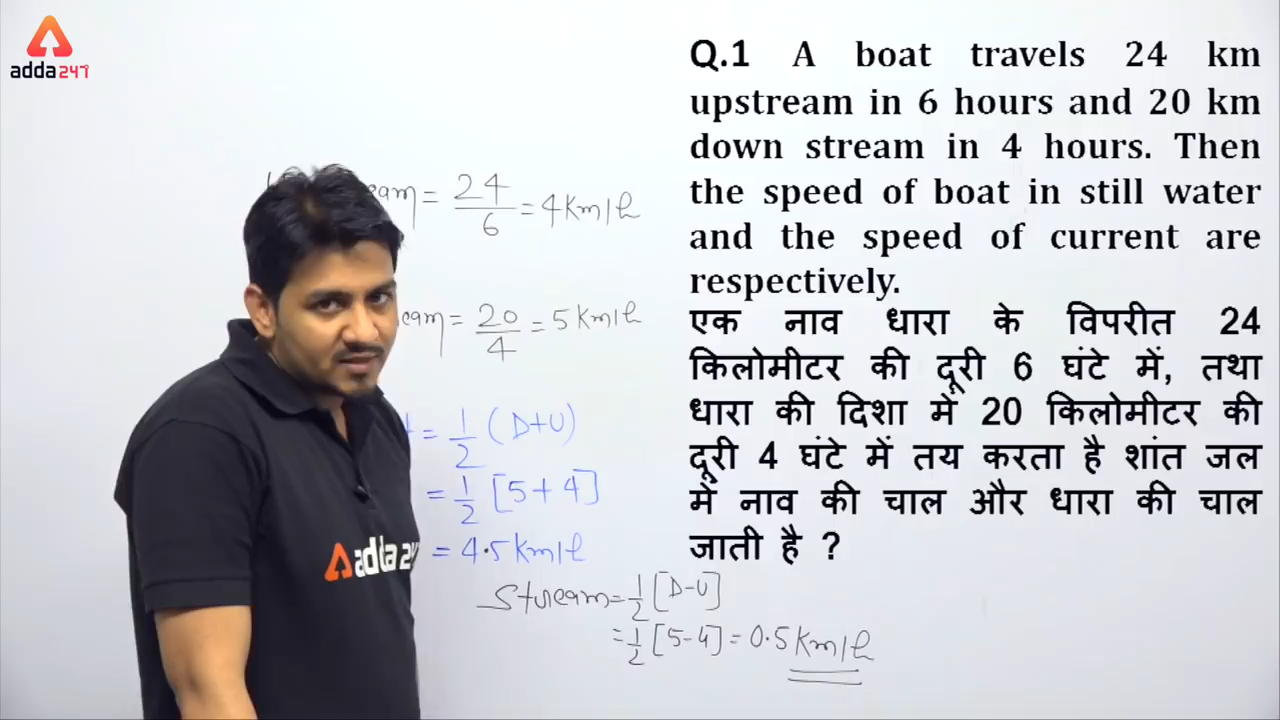 adda247
Q.1 A boat travels 24 km
upstream in 6 hours and 20 km
down stream in 4 hours. Then
the speed of boat in still water
and the speed of current are
respectively.
एक नाव धारा के विपरीत 24
किलोमीटर की दूरी 6 घंटे में, तथा
धारा की दिशा में 20 किलोमीटर की
दूरी 4 घंटे में तय करता है शांत जल
में नाव की चाल और धारा की चाल
जाती है ?
eam = 24/6 = 4 Km/h
eam = 20/4 = 5 Km/h
= 1/2 (D+U)
= 1/2 [5+4]
= 4.5 Km/h
Stream = 1/2 [D-U]
= 1/2 [5-4] = 0.5 Km/h
adda 24